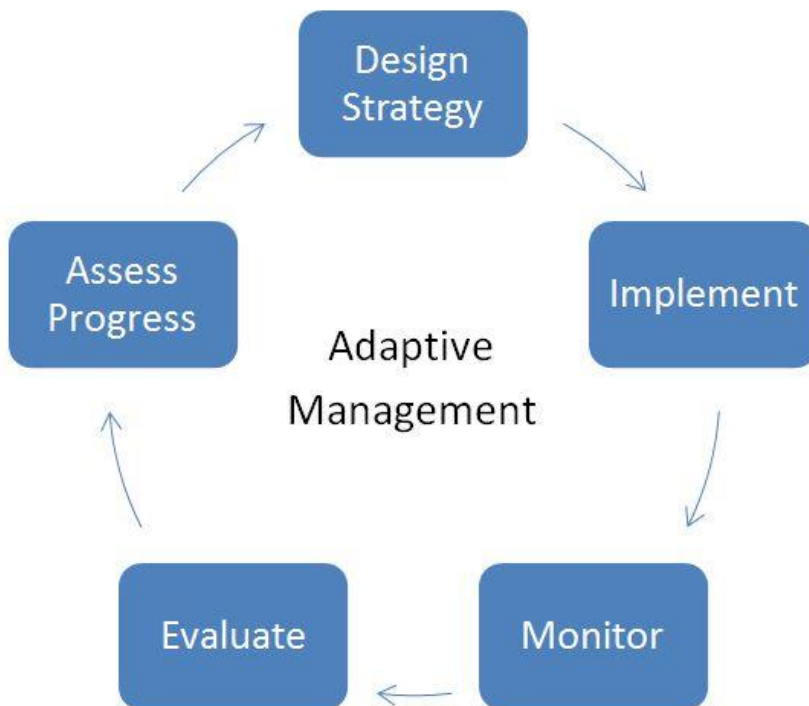 Design
Strategy
Implement
Monitor
Evaluate
Assess
Progress
Adaptive
Management